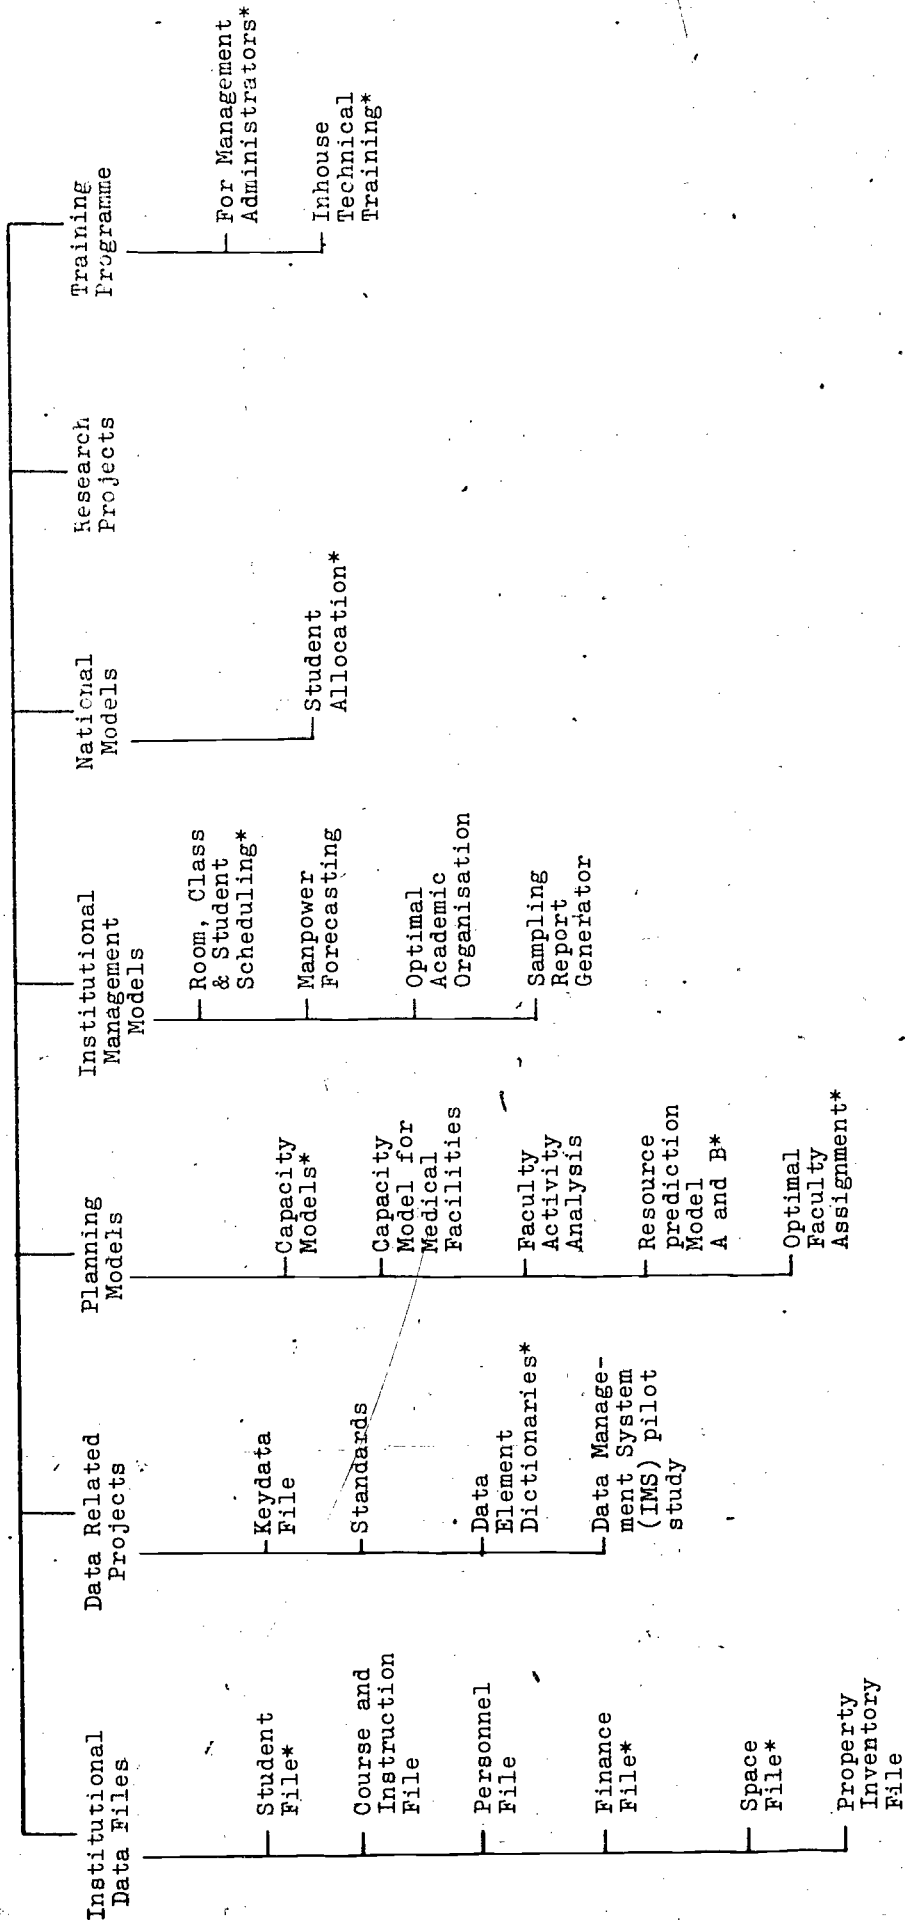 Institutional
Data Files
Student
File*
Course and
Instruction
File
Personnel
File
Finance
File*
Space
File*
Property
Inventory
File
Data Related
Projects
Keydata
File
Standards
Data
Element
Dictionaries*
Data Manage-
ment System
(IMS) pilot
study
Planning
Models
Capacity
Models*
Capacity
Model for
Medical
Facilities
Faculty
Activity
Analysis
Resource
prediction
Model
A and B*
Optimal
Faculty
Assignment*
Institutional
Management
Models
Room, Class
& Student
Scheduling*
Manpower
Forecasting
Optimal
Academic
Organisation
Sampling
Report
Generator
National
Models
Student
Allocation*
Research
Projects
Training
Programme
For Management
Administrators*
Inhouse
Technical
Training*